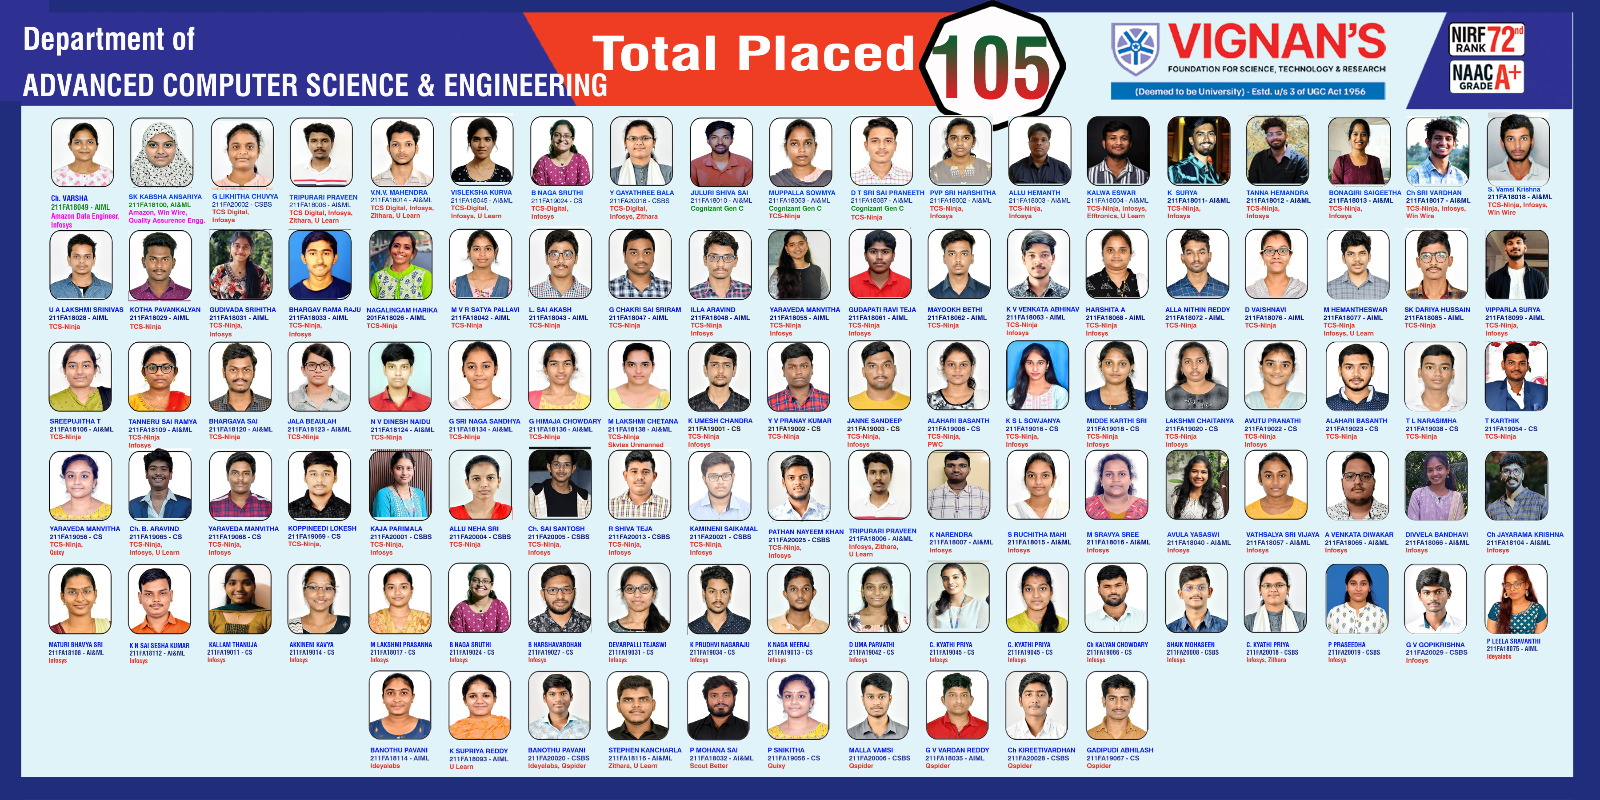 Department of
ADVANCED COMPUTER SCIENCE & ENGINEERING
Total Placed
105
VIGNAN'S
FOUNDATION FOR SCIENCE, TECHNOLOGY & RESEARCH
(Deemed to be University) - Estd. u/s 3 of UGC Act 1956
NIRF RANK 72nd
NAAC GRADE A+
Ch. VARSHA
211FA18049 - AIML
Amazon Data Engineer,
Infosys
SK KABSHA ANSARIYA
211FA18100, AI&ML
Amazon, Win Wire,
Quality Assurence Engg.
G LIKHITHA CHUVYA
211FA20002 - CSBS
TCS Digital,
Infosys
TRIPURARI PRAVEEN
211FA18006 - AI&ML
TCS Digital, Infosys,
Zithara, U Learn
V.N.V. MAHENDRA
211FA18014 - AI&ML
TCS-Digital, Infosys,
Zithara, U Learn
VISLEKSHA KURVA
211FA18045 - AI&ML
TCS-Digital,
Infosys, U Learn
B NAGA SRUTHI
211FA19024 - CS
TCS-Digital,
Infosys
Y GAYATHREE BALA
211FA20018 - CSBS
TCS-Digital,
Infosys, Zithara
JULURI SHIVA SAI
211FA18010 - AI&ML
Cognizant Gen C
MUPPALLA SOWMYA
211FA18053 - AI&ML
Cognizant Gen C
TCS-Ninja
D T SRI SAI PRANEETH
211FA18087 - AI&ML
Cognizant Gen C
TCS-Ninja
PVP SRI HARSHITA
211FA18002 - AI&ML
TCS-Ninja,
Infosys
ALLU HEMANTH
211FA18003 - AI&ML
TCS-Ninja,
Infosys
KALWA ESWAR
211FA18004 - AI&ML
TCS-Ninja, Infosys,
Efftronics, U Learn
K SURYA
211FA18011- AI&ML
TCS-Ninja,
Infosys
TANNA HEMANDRA
211FA18012 - AI&ML
TCS-Ninja,
Infosys
BONAGIRI SAIGEETHA
211FA18013 - AI&ML
TCS-Ninja,
Infosys
Ch SRI VARDHAN
211FA18017 - AI&ML
TCS-Ninja, Infosys,
Win Wire
S. Vamsi Krishna
211FA18018 - AI&ML
TCS-Ninja, Infosys,
Win Wire
U A LAKSHMI SRINIVAS
211FA18028 - AIML
TCS-Ninja
KOTHA PAVANKALYAN
211FA18029 - AIML
TCS-Ninja
GUDIVADA SRIHITHA
211FA18031 - AIML
TCS-Ninja,
Infosys
BHARGAV RAMA RAJU
211FA18033 - AIML
TCS-Ninja
NAGALINGAM HARIKA
201FA18026 - AIML
TCS-Ninja
M V R SATYA PALLAVI
211FA18042 - AIML
TCS-Ninja
L. SAI AKASH
211FA18043 - AIML
TCS-Ninja,
Infosys
G CHAKRI SAI SRIRAM
211FA18047 - AIML
TCS-Ninja
ILLA ARAVIND
211FA18048 - AIML
TCS-Ninja,
Infosys
YARAVEDA MANVITHA
211FA18055 - AIML
TCS-Ninja,
Infosys
GUDAPATI RAVI TEJA
211FA18061 - AIML
TCS-Ninja,
Infosys
MAYOOKH BETHI
211FA18062 - AIML
TCS-Ninja
K V VENKATA ABHINAV
211FA18063 - AIML
TCS-Ninja
Infosys
HARSHITA A
211FA18068 - AIML
TCS-Ninja,
Infosys
ALLA NITHIN REDDY
211FA18072 - AIML
TCS-Ninja
D VAISHNAVI
211FA18076 - AIML
TCS-Ninja,
Infosys
M HEMANTHESWAR
211FA18077 - AIML
TCS-Ninja
Infosys, U Learn
SK DARIYA HUSSAIN
211FA18085 - AIML
TCS-Ninja
VIPPARLA SURYA
211FA18099 - AIML
TCS-Ninja,
Infosys
SREEPUJITHA T
211FA18106 - AI&ML
TCS-Ninja
TANNERU SAI RAMYA
211FA18109 - AI&ML
TCS-Ninja,
Infosys
BHARGAVA SAI
211FA18120 - AI&ML
TCS-Ninja
JALA BEAULAH
211FA18123 - AI&ML
TCS-Ninja
N V DINESH NAIDU
211FA18124 - AI&ML
TCS-Ninja
G SRI NAGA SANDHYA
211FA18134 - AI&ML
TCS-Ninja
G HIMAJA CHOWDARY
211FA18136 - AI&ML
TCS-Ninja,
Infosys
M LAKSHMI CHETANA
211FA18138 - AI&ML
TCS-Ninja
Skvias Unmanned
K UMESH CHANDRA
211FA19001 - CS
TCS-Ninja,
Infosys
Y V PRANAY KUMAR
211FA19002 - CS
TCS-Ninja,
Infosys
JANNE SANDEEP
211FA19003 - CS
TCS-Ninja,
Infosys
ALAHARI BASANTH
211FA19008 - CS
TCS-Ninja,
PWC
K S L SOWJANYA
211FA19016 - CS
TCS-Ninja,
Infosys
MIDDE KARTHI SRI
211FA19018 - CS
TCS-Ninja,
Infosys
LAKSHMI CHAITANYA
211FA19020 - CS
TCS-Ninja,
Infosys
AVUTU PRANATHI
211FA19022 - CS
TCS-Ninja,
Infosys
ALAHARI BASANTH
211FA19023 - CS
TCS-Ninja,
Infosys
T L NARASIMHA
211FA19038 - CS
TCS-Ninja
T KARTHIK
211FA19054 - CS
TCS-Ninja,
Infosys
YARAVEDA MANVITHA
211FA19056 - CS
TCS-Ninja,
Quixy
Ch. B. ARAVIND
211FA19065 - CS
TCS-Ninja,
Infosys, U Learn
YARAVEDA MANVITHA
211FA19068 - CS
TCS-Ninja,
Infosys
KOPPINEEDI LOKESH
211FA19069 - CS
TCS-Ninja,
KAJA PARIMALA
211FA20001 - CSBS
TCS-Ninja,
Infosys
ALLU NEHA SRI
211FA20004 - CSBS
TCS-Ninja
Ch. SAI SANTOSH
211FA20005 - CSBS
TCS-Ninja,
Infosys
R SHIVA TEJA
211FA20013 - CSBS
TCS-Ninja,
Infosys
KAMINENI SAIKAMAL
211FA20021 - CSBS
TCS-Ninja,
Infosys
PATHAN NAYEEM KHAN
211FA20025 - CSBS
TCS-Ninja,
Infosys
TRIPURARI PRAVEEN
211FA18006 - AI&ML
Infosys, Zithara,
U Learn
K NARENDRA
211FA18007 - AI&ML
Infosys
S RUCHITHA MAHI
211FA18015 - AI&ML
Infosys
M SRAVYA SREE
211FA18016 - AI&ML
Infosys
AVULA YASASWI
211FA18040 - AI&ML
Infosys
VATHSALYA SRI VIJAYA
211FA18057 - AI&ML
Infosys
A VENKATA DIWAKAR
211FA18065 - AI&ML
Infosys
DIVVELA BANDHAVI
211FA18066 - AI&ML
Infosys
Ch JAYARAMA KRISHNA
211FA18104 - AI&ML
Infosys
MATURI BHAVYA SRI
211FA18108 - AI&ML
Infosys
K N SAI SESHA KUMAR
211FA18112 - AI&ML
Infosys
KALLAM THANUJA
211FA19011 - CS
Infosys
AKKINENI KAVYA
211FA19014 - CS
Infosys
M LAKSHMI PRASANNA
211FA19017 - CS
Infosys
B NAGA SRUTHI
211FA19024 - CS
Infosys
B HARSHAVARDHAN
211FA19027 - CS
Infosys
DEVARPALLI TEJASWI
211FA19031 - CS
Infosys
K PRUDHVI NAGARAJU
211FA19034 - CS
Infosys
K NAGA NEERAJ
211FA19013 - CS
Infosys
D UMA PARVATHI
211FA19042 - CS
Infosys
C. KYATHI PRIYA
211FA19045 - CS
Infosys
C. KYATHI PRIYA
211FA19045 - CS
Infosys
Ch KALYAN CHOWDARY
211FA19066 - CS
Infosys
SHAIK MOHASEEN
211FA20008 - CSBS
Infosys
C. KYATHI PRIYA
211FA20018 - CSBS
Infosys, Zithara
P PRASEEDHA
211FA20019 - CSBS
Infosys
G V GOPIKRISHNA
211FA20029 - CSBS
Infosys
P LEELA SRAVANTHI
211FA18075 - AIML
Ideyalabs
BANOTHU PAVANI
211FA18114 - AIML
Ideyalabs
K SUPRIYA REDDY
211FA18093 - AIML
U Learn
BANOTHU PAVANI
211FA20020 - CSBS
Ideyalabs, Qspider
STEPHEN KANCHARLA
211FA18116 - AI&ML
Zithara, U Learn
P MOHANA SAI
211FA18032 - AI&ML
Scout Better
P SNIKITHA
211FA19056 - CS
Quixy
MALLA VAMSI
211FA20006 - CSBS
Qspider
G V VARDAN REDDY
211FA18035 - AIML
Qspider
Ch KIREETIVARDHAN
211FA20028 - CSBS
Qspider
GADIPUDI ABHILASH
211FA19067 - CS
Qspider